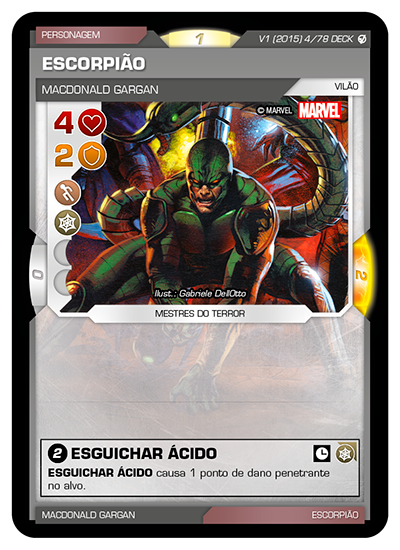 PERSONAGEM
1
V1 (2015) 4/78 DECK
ESCORPIÃO
MACDONALD GARGAN
VILÃO
4
© MARVEL
MARVEL
2
0
2
Ilust.: Gabriele Dell'Otto
MESTRES DO TERROR
2 ESGUICHAR ÁCIDO
ESGUICHAR ÁCIDO causa 1 ponto de dano penetrante
no alvo.
MACDONALD GARGAN
ESCORPIÃO